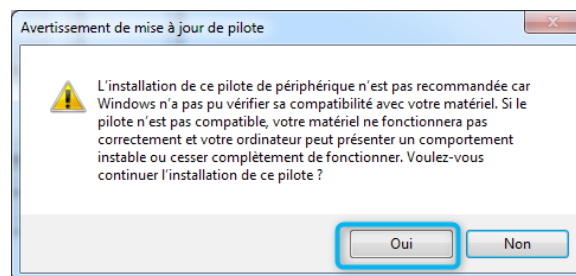 Avertissement de mise à jour de pilote
L'installation de ce pilote de périphérique n'est pas recommandée car
Windows n'a pas pu vérifier sa compatibilité avec votre matériel. Si le
pilote n'est pas compatible, votre matériel ne fonctionnera pas
correctement et votre ordinateur peut présenter un comportement
instable ou cesser complètement de fonctionner. Voulez-vous
continuer l'installation de ce pilote ?
Oui Non